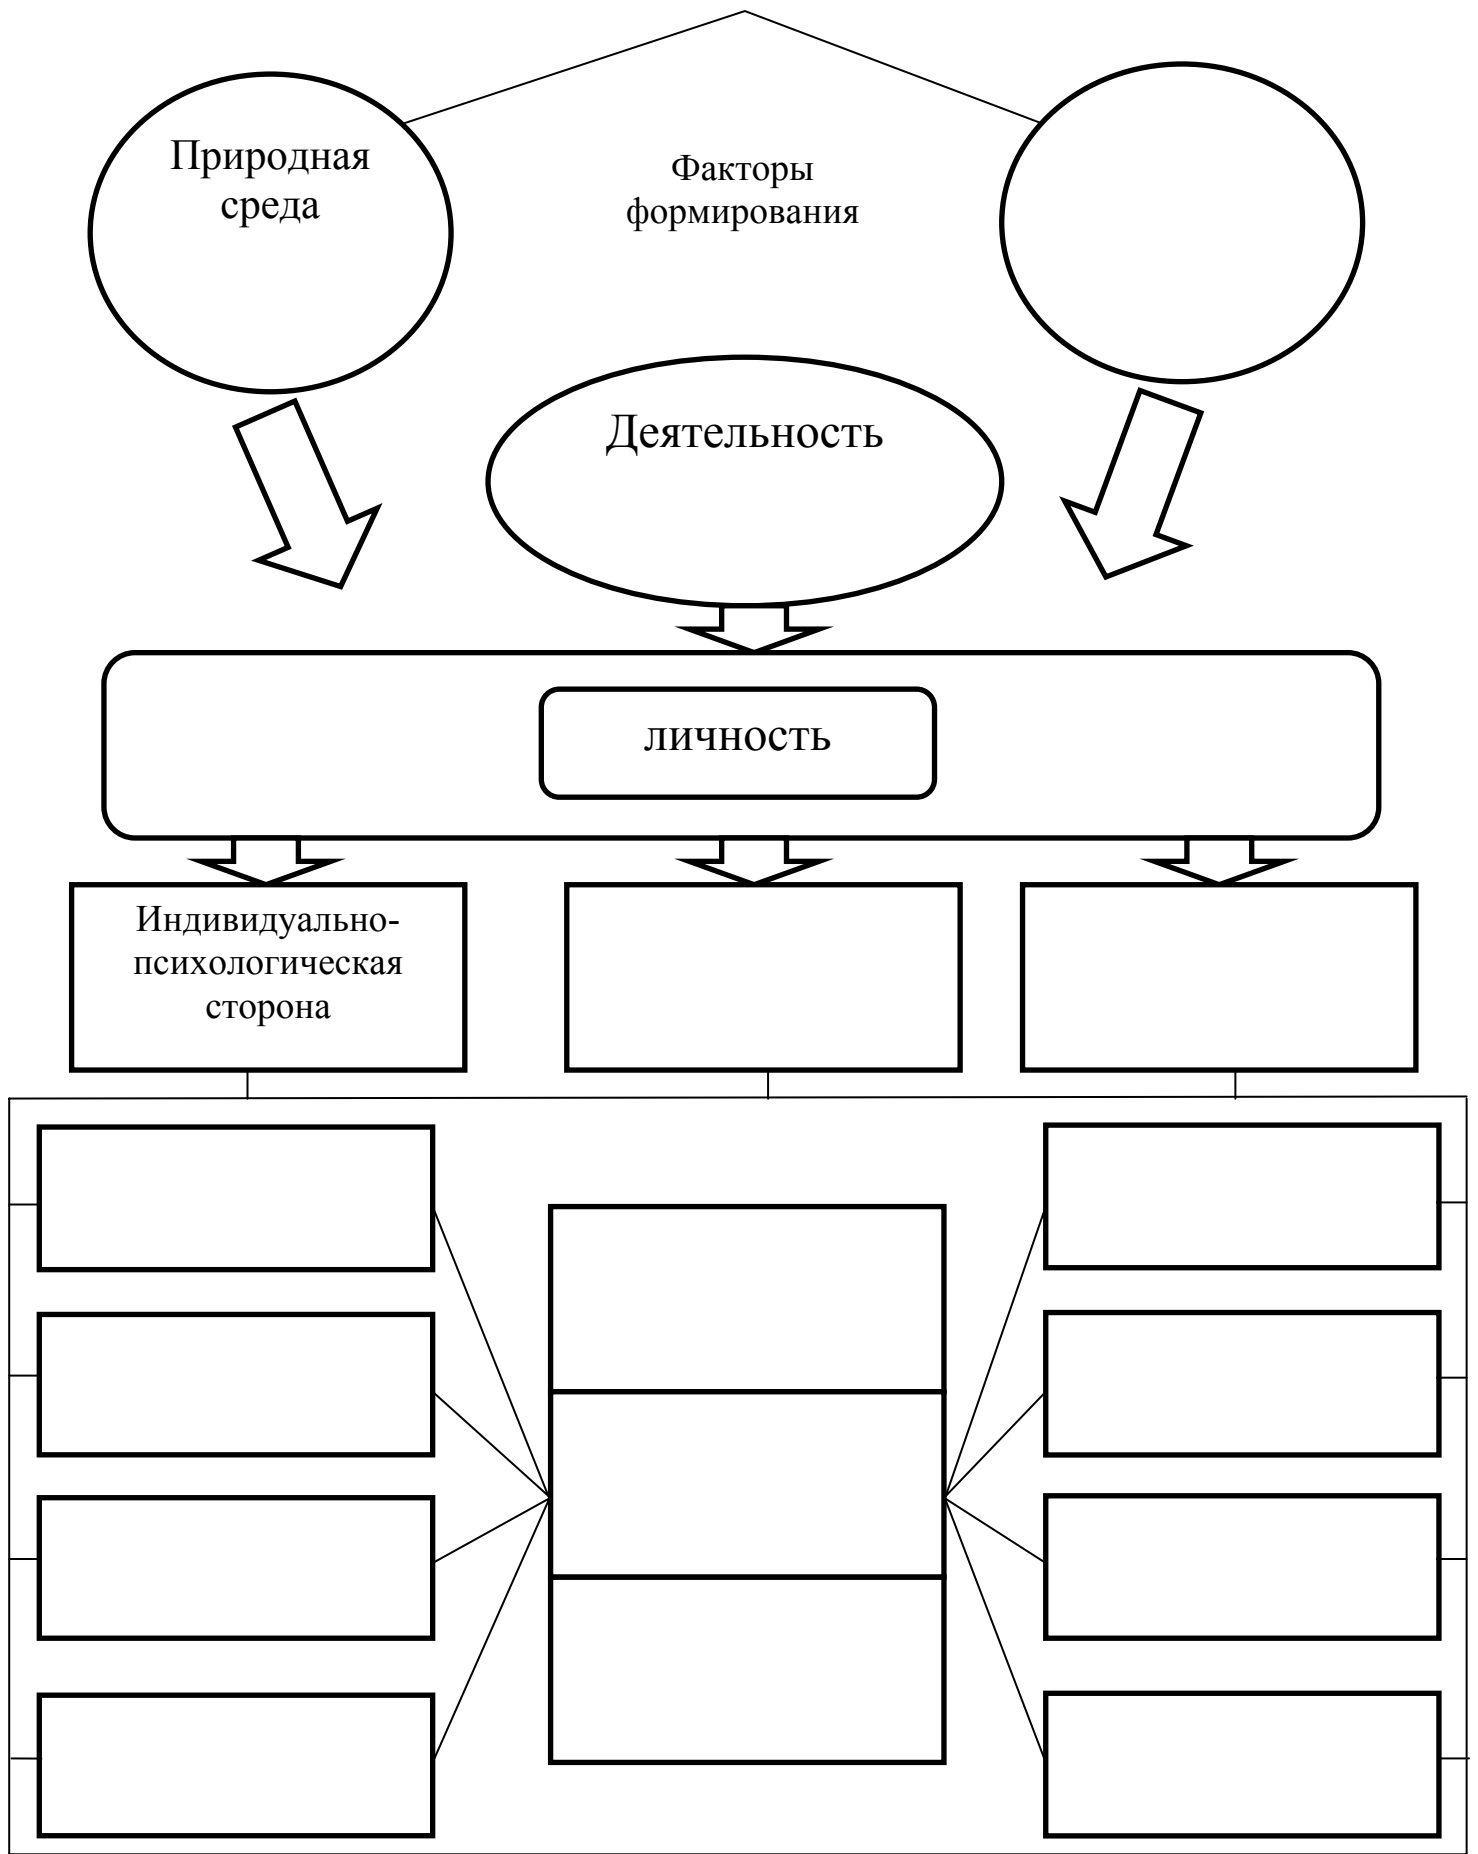 Природная
среда
Факторы
формирования
Деятельность
личность
Индивидуально-
психологическая
сторона